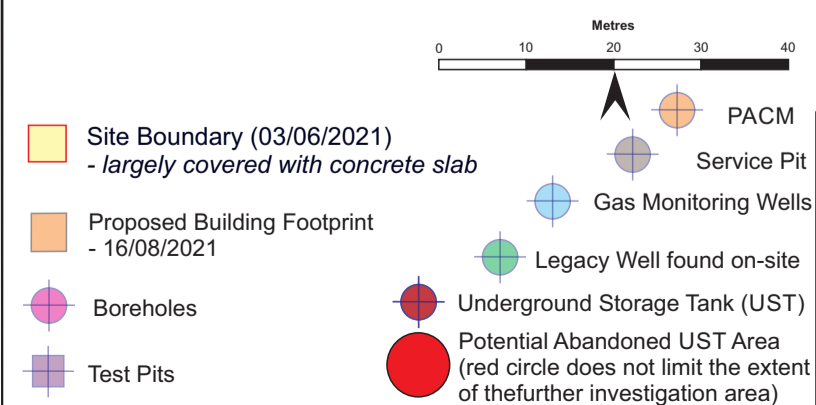 Metres
0 10 20 30 40
PACM
Site Boundary (03/06/2021)
- largely covered with concrete slab
Service Pit
Gas Monitoring Wells
Proposed Building Footprint
- 16/08/2021
Legacy Well found on-site
Boreholes
Underground Storage Tank (UST)
Test Pits
Potential Abandoned UST Area
(red circle does not limit the extent
of thefurther investigation area)